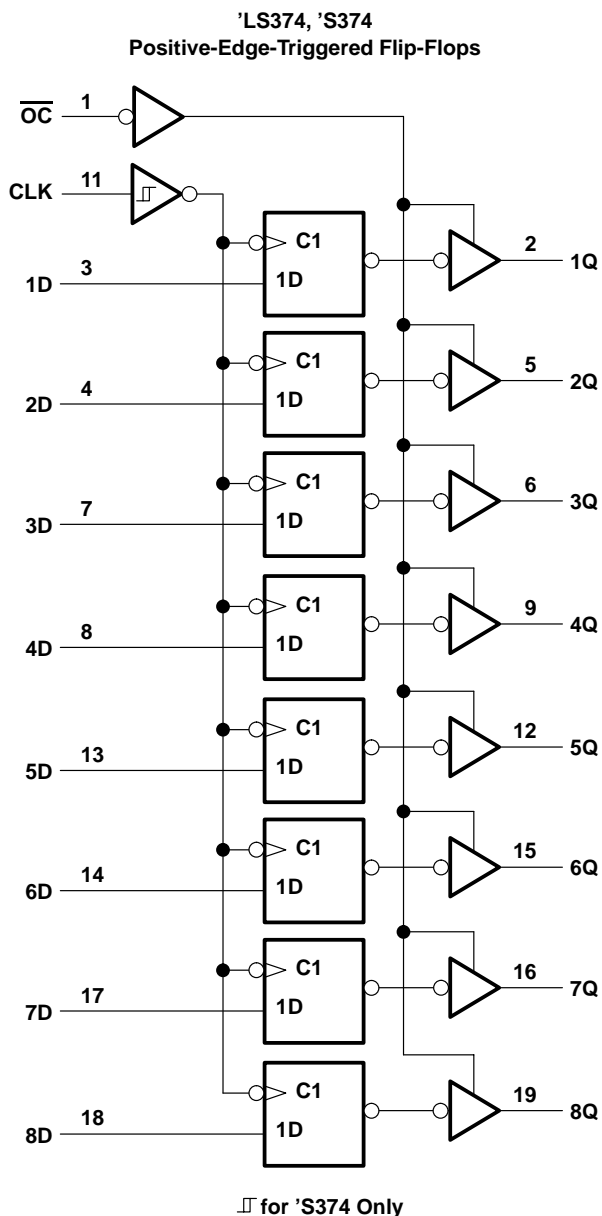 ’LS374, ’S374
Positive-Edge-Triggered Flip-Flops
OC 1
CLK 11
C1
1D 3 1D 2 1Q
C1
2D 4 1D 5 2Q
C1
3D 7 1D 6 3Q
C1
4D 8 1D 9 4Q
C1
5D 13 1D 12 5Q
C1
6D 14 1D 15 6Q
C1
7D 17 1D 16 7Q
C1
8D 18 1D 19 8Q
for ’S374 Only